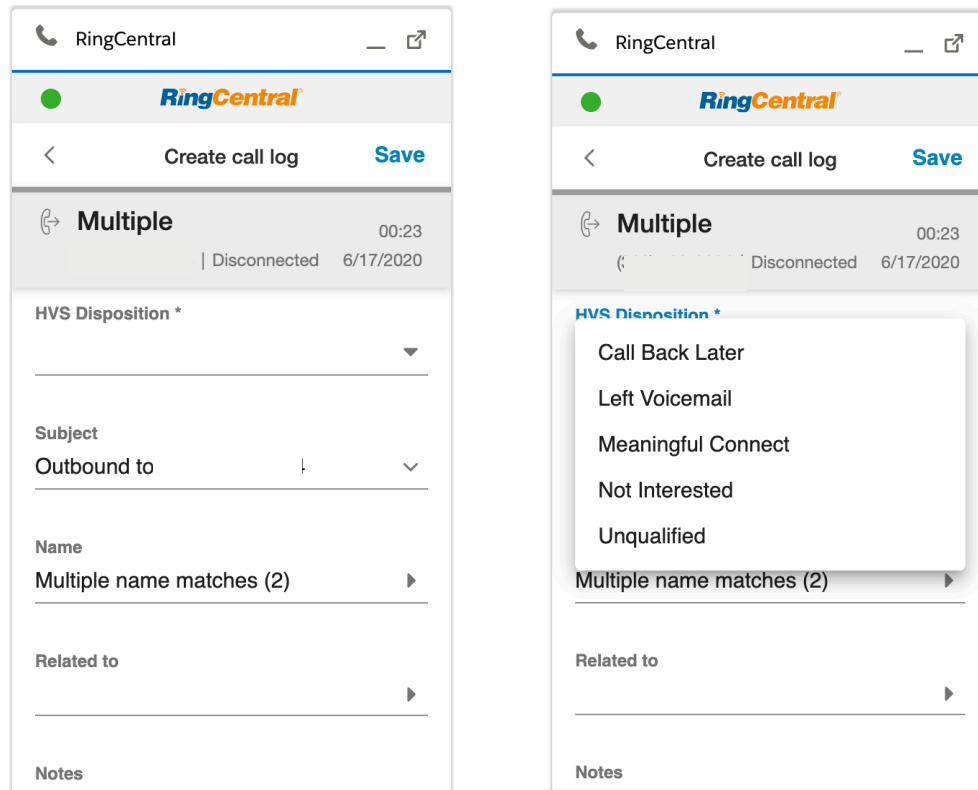 RingCentral
RingCentral
Create call log
Save
Multiple
00:23
| Disconnected
6/17/2020
HVS Disposition *
Subject
Outbound to
Name
Multiple name matches (2)
Related to
Notes
RingCentral
RingCentral
Create call log
Save
Multiple
00:23
Disconnected
6/17/2020
HVS Disposition *
Call Back Later
Left Voicemail
Meaningful Connect
Not Interested
Unqualified
Multiple name matches (2)
Related to
Notes